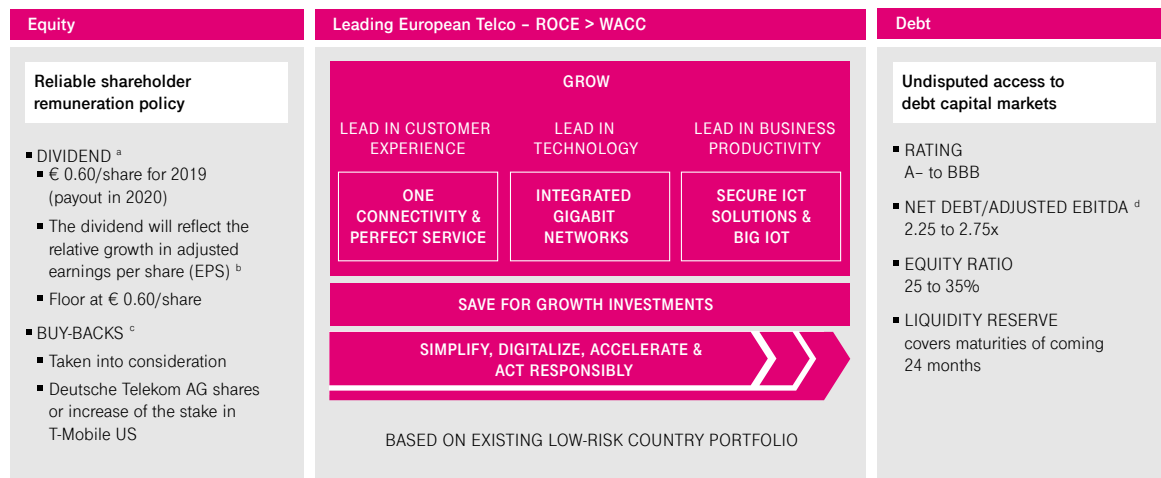 Equity
Reliable shareholder
remuneration policy
▪ DIVIDEND a
▪ € 0.60/share for 2019
(payout in 2020)
▪ The dividend will reflect the
relative growth in adjusted
earnings per share (EPS) b
▪ Floor at € 0.60/share
▪ BUY-BACKS c
▪ Taken into consideration
▪ Deutsche Telekom AG shares
or increase of the stake in
T-Mobile US
Leading European Telco – ROCE > WACC
GROW
LEAD IN CUSTOMER
EXPERIENCE
ONE
CONNECTIVITY &
PERFECT SERVICE
LEAD IN
TECHNOLOGY
INTEGRATED
GIGABIT
NETWORKS
LEAD IN BUSINESS
PRODUCTIVITY
SECURE ICT
SOLUTIONS &
BIG IOT
SAVE FOR GROWTH INVESTMENTS
SIMPLIFY, DIGITALIZE, ACCELERATE &
ACT RESPONSIBLY
BASED ON EXISTING LOW-RISK COUNTRY PORTFOLIO
Debt
Undisputed access to
debt capital markets
▪ RATING
A– to BBB
▪ NET DEBT/ADJUSTED EBITDA d
2.25 to 2.75x
▪ EQUITY RATIO
25 to 35%
▪ LIQUIDITY RESERVE
covers maturities of coming
24 months